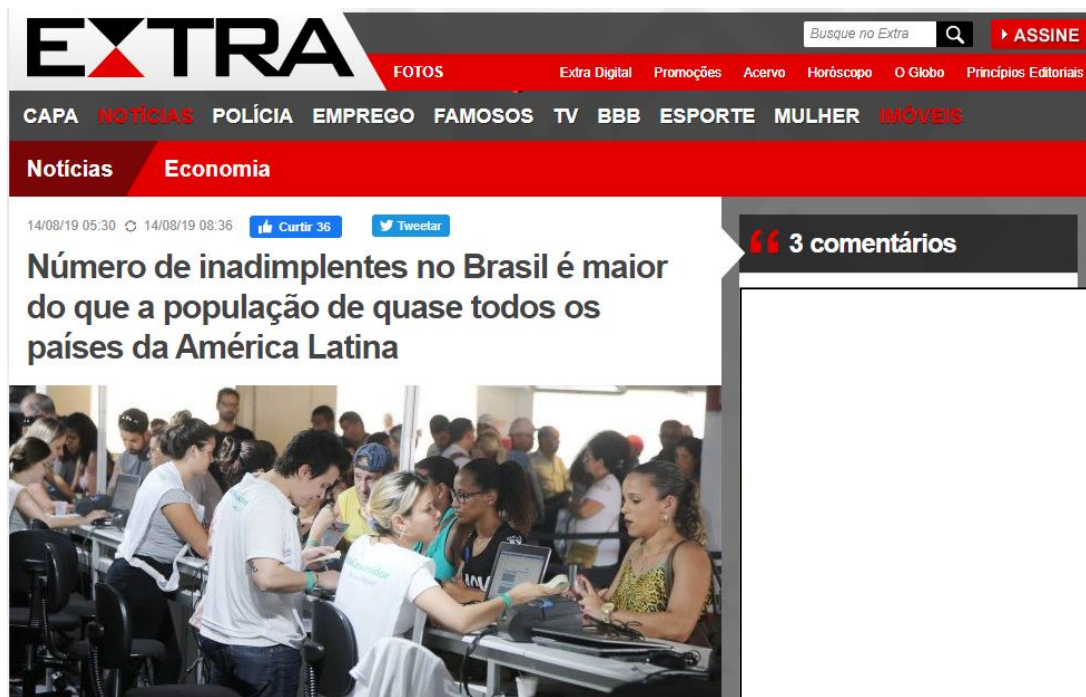 EXTRA
Busque no Extra
ASSINE
FOTOS
Extra Digital Promoções Acervo Horóscopo O Globo Princípios Editoriais
CAPA NOTÍCIAS POLÍCIA EMPREGO FAMOSOS TV BBB ESPORTE MULHER IMÓVEIS
Notícias Economia
14/08/19 05:30 14/08/19 08:36 Curtir 36 Tweetar
3 comentários
Número de inadimplentes no Brasil é maior
do que a população de quase todos os
países da América Latina